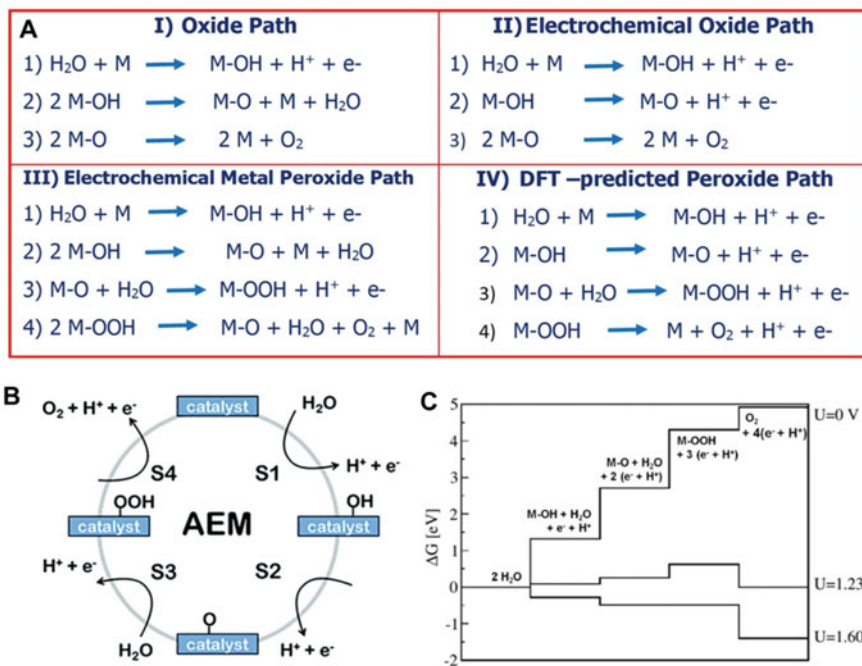 A
I) Oxide Path
1) H₂O + M → M-OH + H⁺ + e-
2) 2 M-OH → M-O + M + H₂O
3) 2 M-O → 2 M + O₂
II) Electrochemical Oxide Path
1) H₂O + M → M-OH + H⁺ + e-
2) M-OH → M-O + H⁺ + e-
3) 2 M-O → 2 M + O₂
III) Electrochemical Metal Peroxide Path
1) H₂O + M → M-OH + H⁺ + e-
2) 2 M-OH → M-O + M + H₂O
3) M-O + H₂O → M-OOH + H⁺ + e-
4) 2 M-OOH → M-O + H₂O + O₂ + M
IV) DFT –predicted Peroxide Path
1) H₂O + M → M-OH + H⁺ + e-
2) M-OH → M-O + H⁺ + e-
3) M-O + H₂O → M-OOH + H⁺ + e-
4) M-OOH → M + O₂ + H⁺ + e-
B
O₂ + H⁺ + e⁻
catalyst
H₂O
S4
S1
H⁺ + e⁻
OOH
catalyst
AEM
OH
catalyst
H⁺ + e⁻
S3
S2
O
H₂O
catalyst
H⁺ + e⁻
C
ΔG [eV]
5
4
3
2
1
0
-1
-2
2 H₂O
M-OH + H₂O
+ e⁻ + H⁺
M-O + H₂O
+ 2 (e⁻ + H⁺)
M-OOH
+ 3 (e⁻ + H⁺)
O₂
+ 4(e⁻ + H⁺)
U=0 V
U=1.23
U=1.60